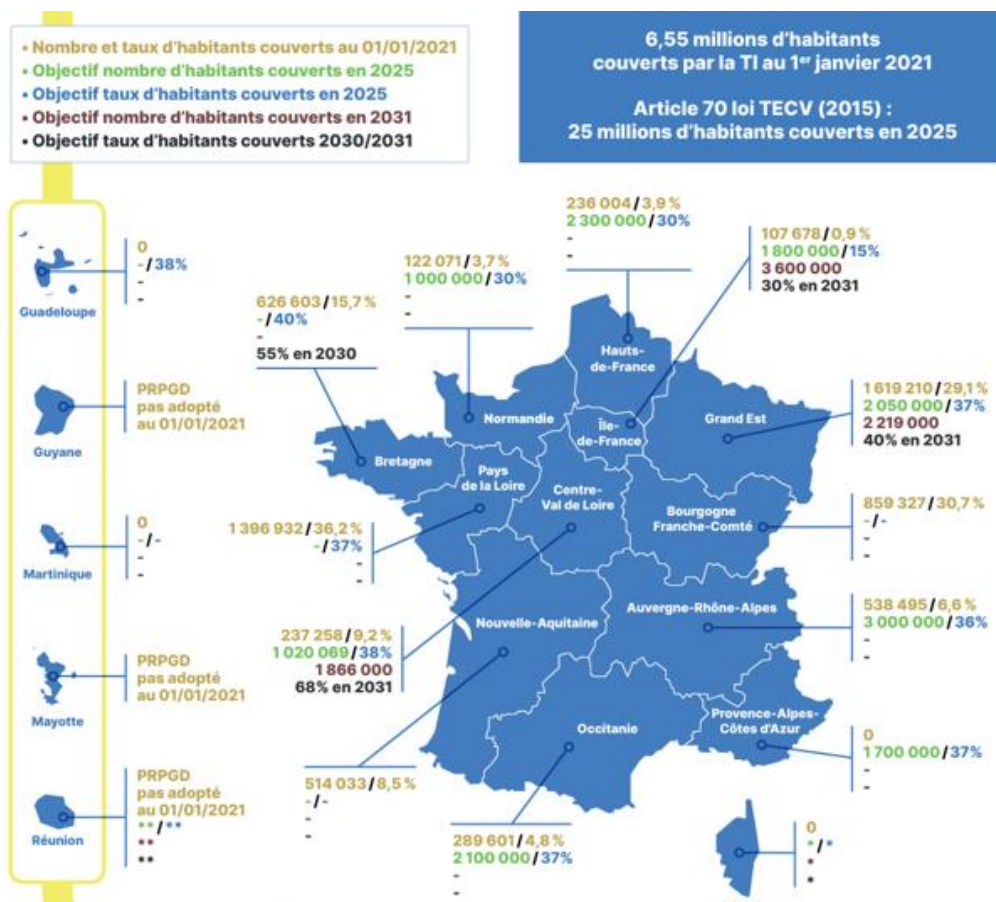 • Nombre et taux d'habitants couverts au 01/01/2021
• Objectif nombre d'habitants couverts en 2025
• Objectif taux d'habitants couverts en 2025
• Objectif nombre d'habitants couverts en 2031
• Objectif taux d'habitants couverts 2030/2031
6,55 millions d'habitants
couverts par la TI au 1er janvier 2021
Article 70 loi TECV (2015) :
25 millions d'habitants couverts en 2025
0
-/38%
-
-
Guadeloupe
PRPGD
pas adopté
au 01/01/2021
Guyane
0
-/-
-
-
Martinique
PRPGD
pas adopté
au 01/01/2021
Mayotte
PRPGD
pas adopté
au 01/01/2021
**/**
**
**
Réunion
236 004/3,9%
2 300 000/30%
-
-
107 678/0,9%
1 800 000/15%
3 600 000
30% en 2031
122 071/3,7%
1 000 000/30%
-
-
626 603/15,7%
-/40%
-
55% en 2030
Hauts-
de-France
Normandie
Île-
de-France
Grand Est
1 619 210/29,1%
2 050 000/37%
2 219 000
40% en 2031
Bretagne
Pays
de la Loire
Centre-
Val de Loire
Bourgogne
Franche-Comté
859 327/30,7%
-/-
-
-
1 396 932/36,2%
-/37%
-
-
Auvergne-Rhône-Alpes
538 495/6,6%
3 000 000/36%
-
-
Nouvelle-Aquitaine
237 258/9,2%
1 020 069/38%
1 866 000
68% en 2031
Occitanie
Provence-Alpes-
Côtes d'Azur
0
1 700 000/37%
-
-
514 033/8,5%
-/-
-
-
289 601/4,8%
2 100 000/37%
-
-
0
*/*
*
*